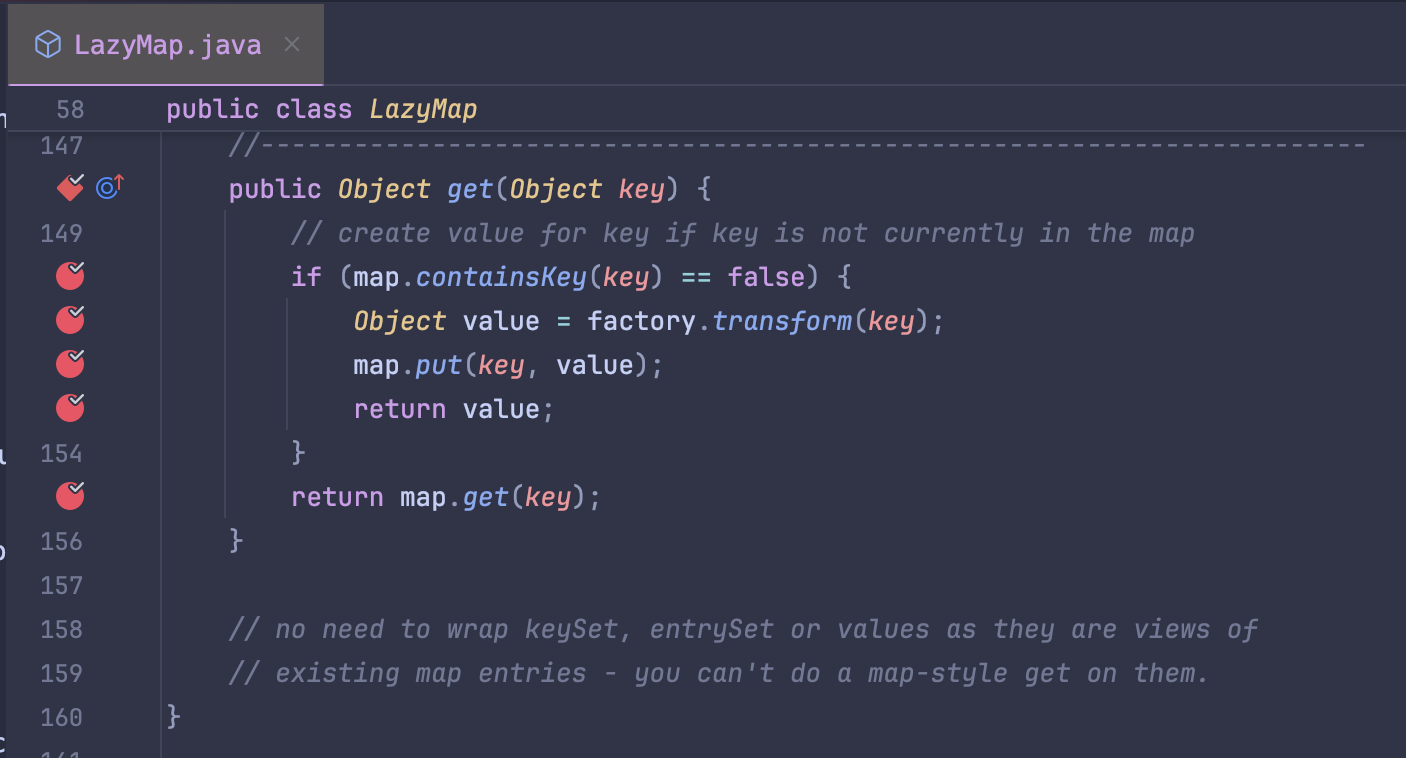 LazyMap.java
58 public class LazyMap
147 //-----------------------------------------------------------------------
public Object get(Object key) {
149 // create value for key if key is not currently in the map
if (map.containsKey(key) == false) {
Object value = factory.transform(key);
map.put(key, value);
return value;
154 }
return map.get(key);
156 }
157
158 // no need to wrap keySet, entrySet or values as they are views of
159 // existing map entries - you can't do a map-style get on them.
160 }
161